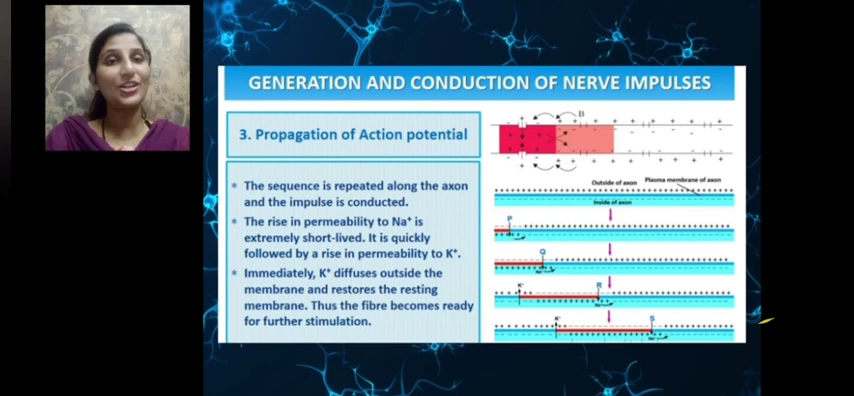 GENERATION AND CONDUCTION OF NERVE IMPULSES
3. Propagation of Action potential
* The sequence is repeated along the axon
and the impulse is conducted.
* The rise in permeability to Na⁺ is
extremely short-lived. It is quickly
followed by a rise in permeability to K⁺.
* Immediately, K⁺ diffuses outside the
membrane and restores the resting
membrane. Thus the fibre becomes ready
for further stimulation.
B
Outside of axon
Plasma membrane of axon
Inside of axon
P
Q
K⁺
R
K⁺
S